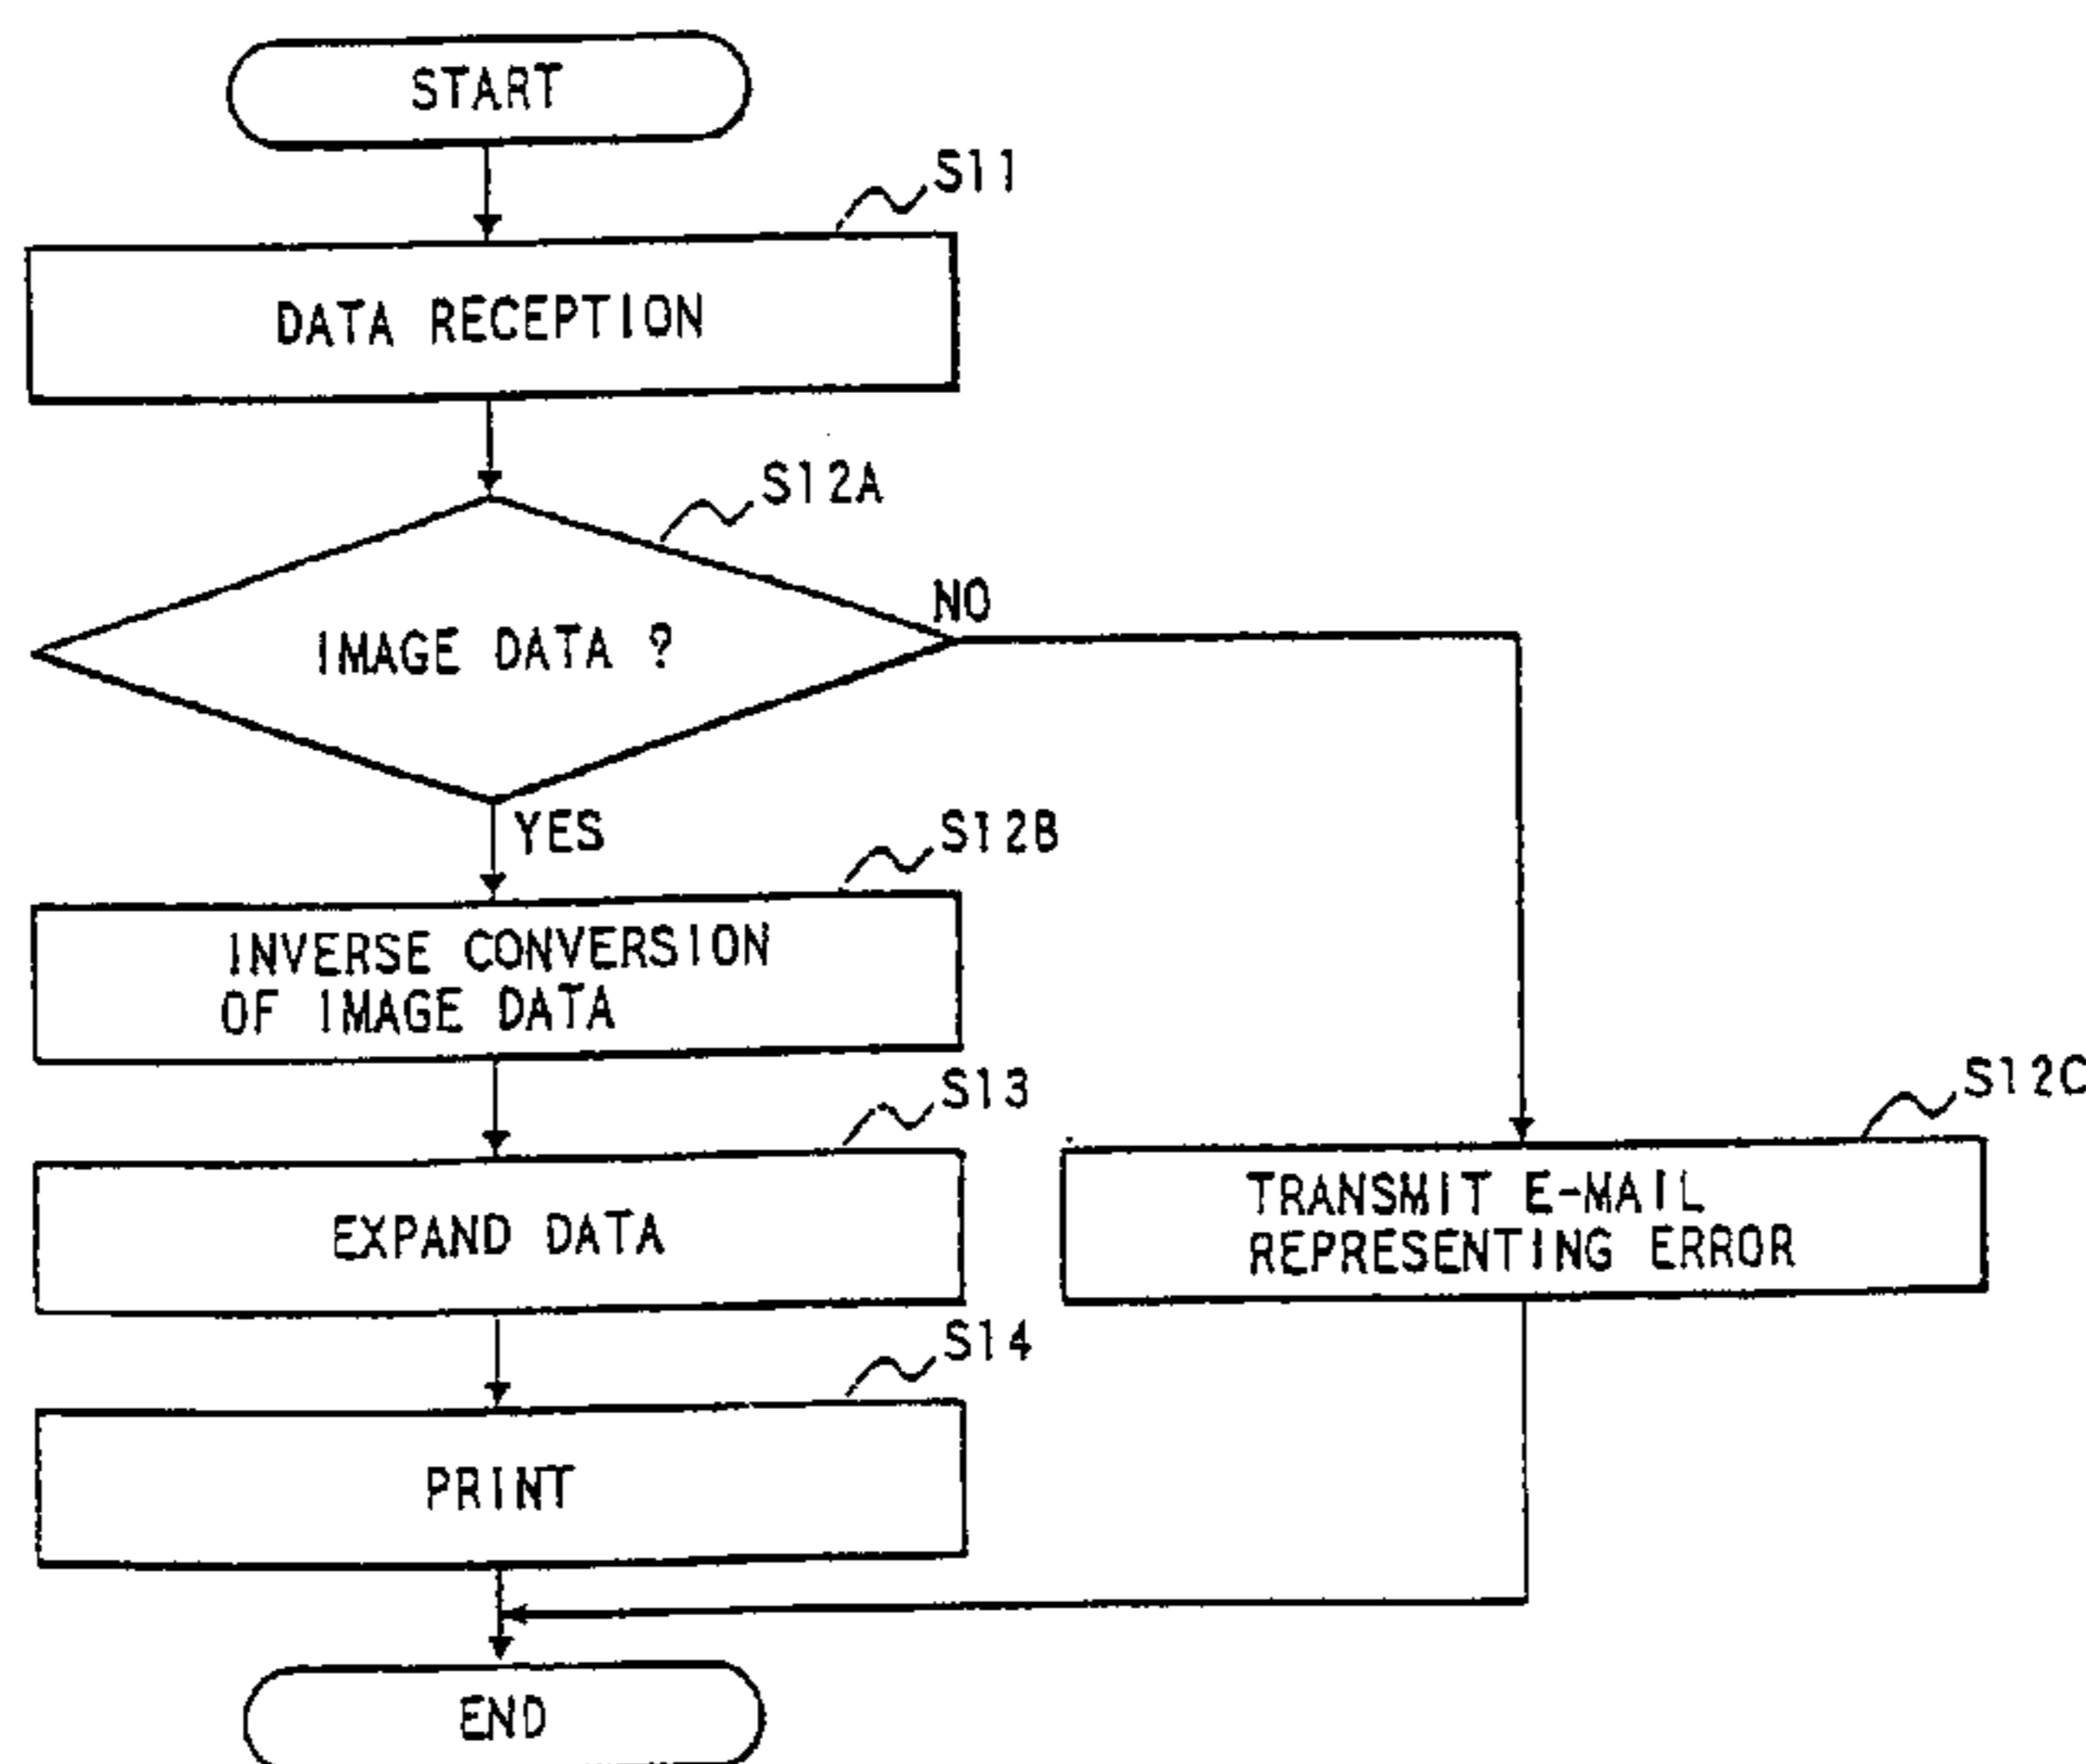 START
S11
DATA RECEPTION
S12A
NO
IMAGE DATA ?
YES
S12B
INVERSE CONVERSION
OF IMAGE DATA
S13
EXPAND DATA
S12C
TRANSMIT E-MAIL
REPRESENTING ERROR
S14
PRINT
END